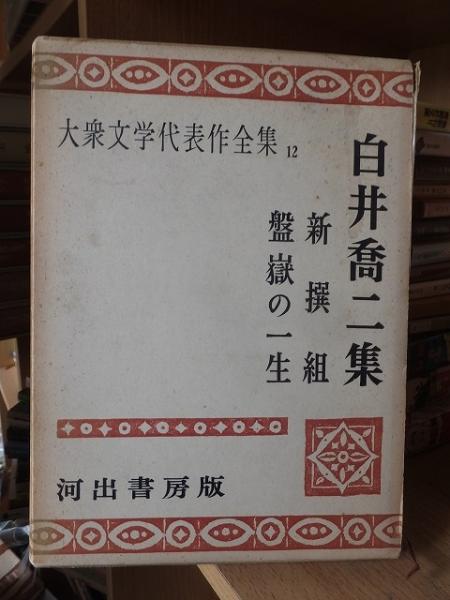 大衆文学代表作全集 12
白井喬二集
新撰組
盤嶽の一生
河出書房版